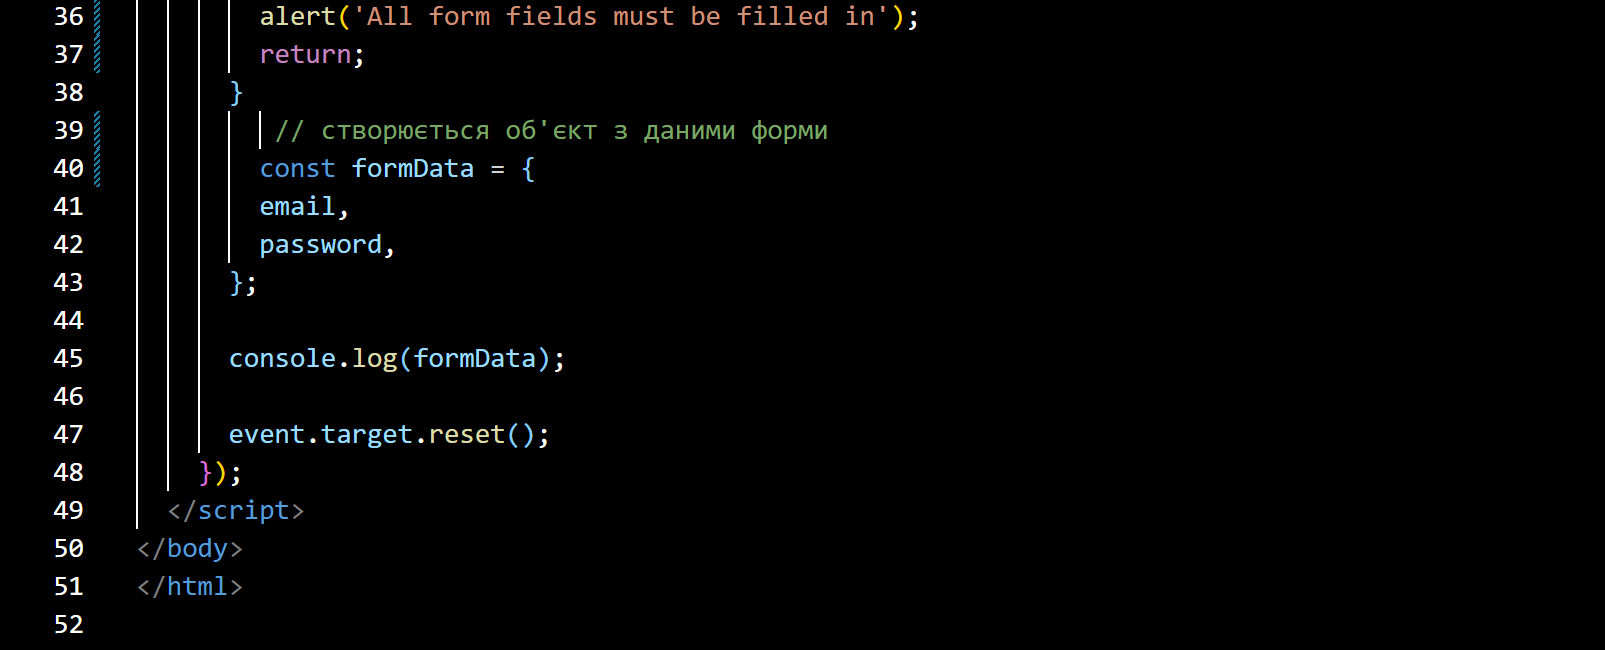 36 alert('All form fields must be filled in');
37 return;
38 }
39 // створюється об'єкт з даними форми
40 const formData = {
41 email,
42 password,
43 };
44
45 console.log(formData);
46
47 event.target.reset();
48 });
49 </script>
50 </body>
51 </html>
52